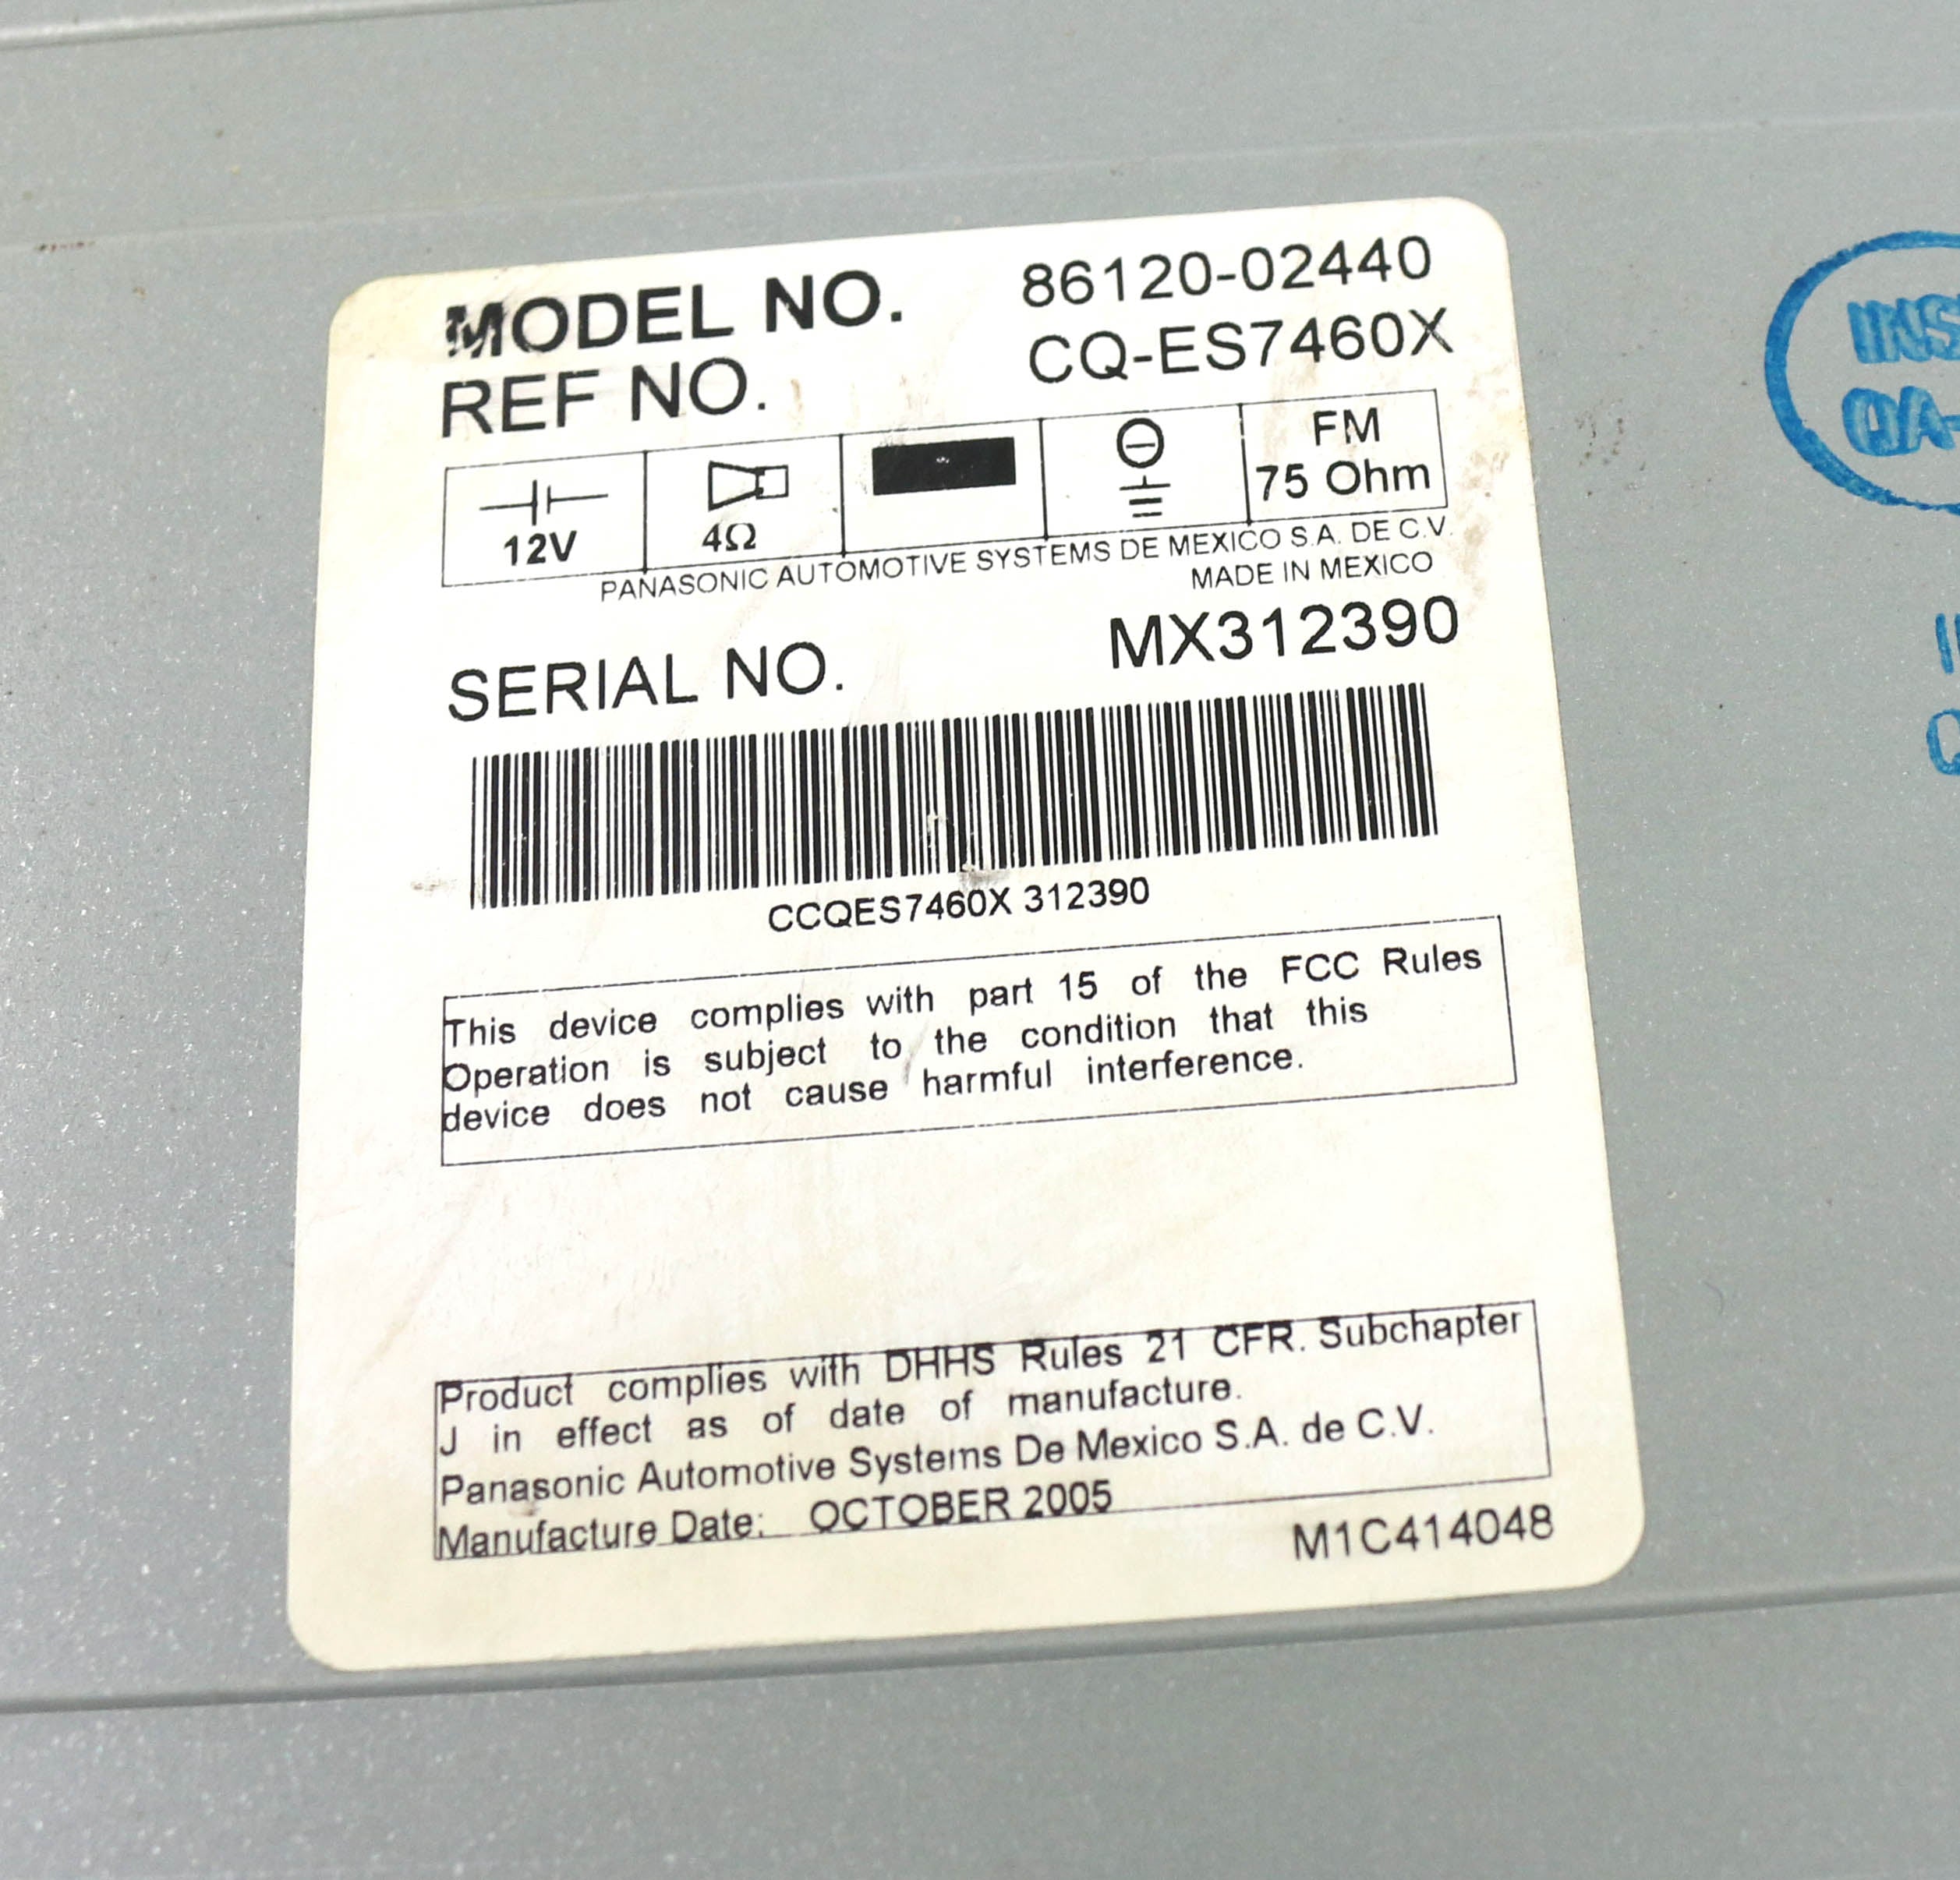 MODEL NO. 86120-02440
REF NO. CQ-ES7460X
12V
4Ω
FM
75 Ohm
PANASONIC AUTOMOTIVE SYSTEMS DE MEXICO S.A. DE C.V.
MADE IN MEXICO
SERIAL NO. MX312390
CCQES7460X 312390
This device complies with part 15 of the FCC Rules
Operation is subject to the condition that this
device does not cause harmful interference.
Product complies with DHHS Rules 21 CFR. Subchapter
J in effect as of date of manufacture.
Panasonic Automotive Systems De Mexico S.A. de C.V.
Manufacture Date: OCTOBER 2005
M1C414048